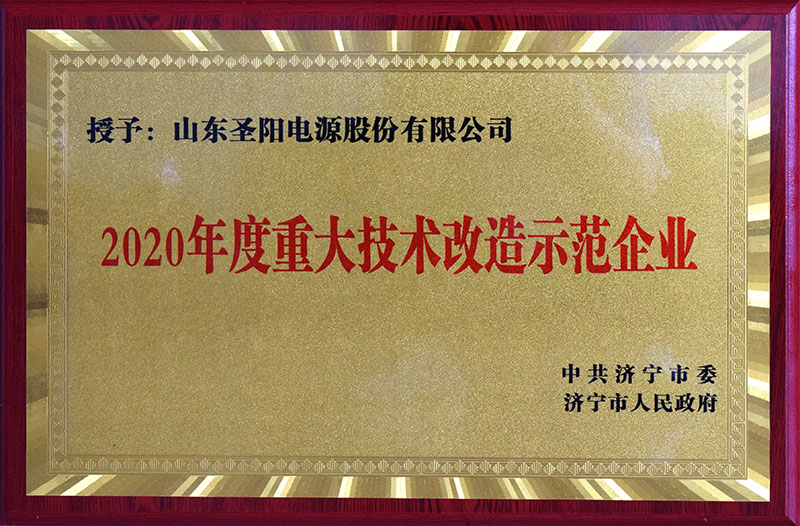 授予：山东圣阳电源股份有限公司
2020年度重大技术改造示范企业
中共济宁市委
济宁市人民政府